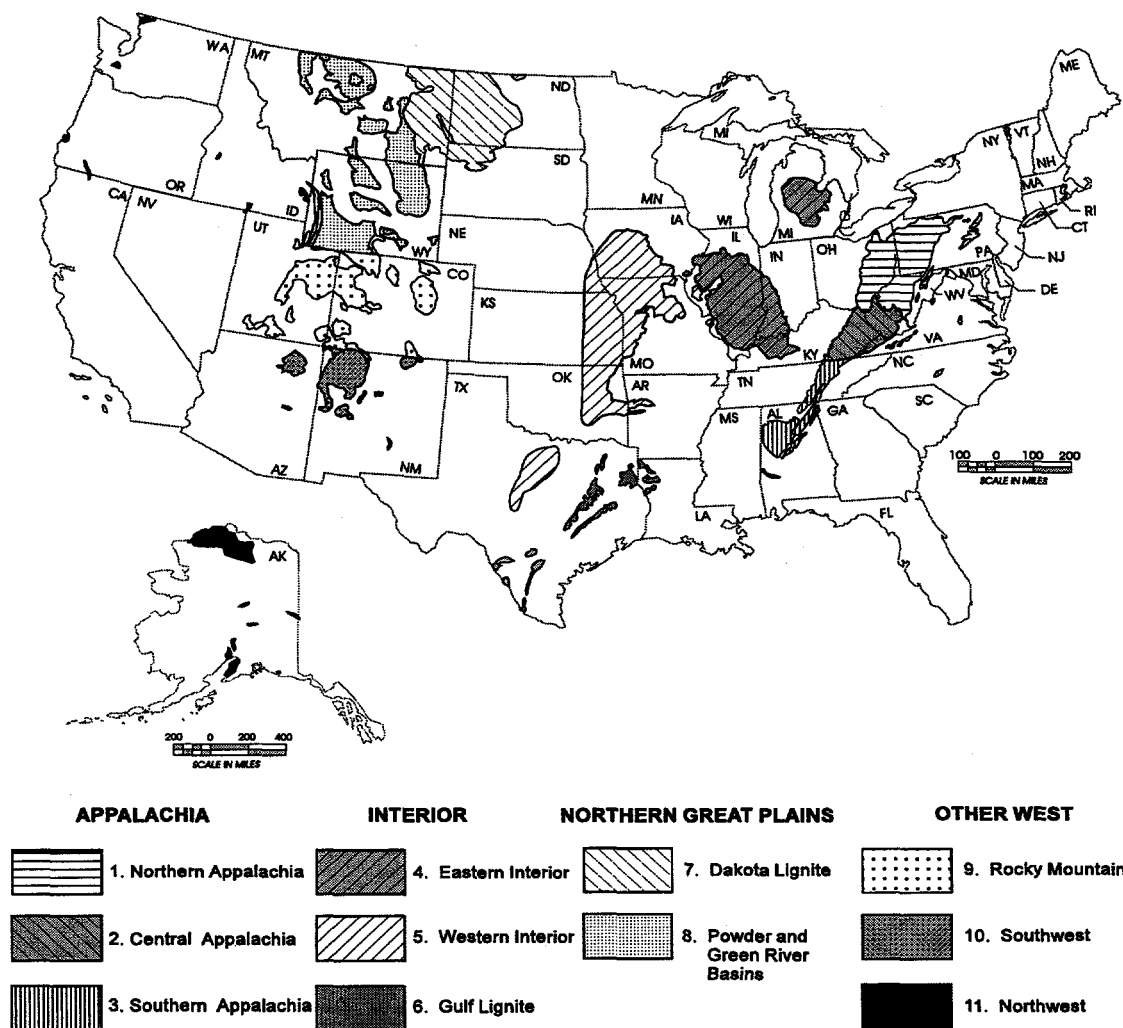 WA
MT
ND
ME
MI
VT
NY
NH
SD
MA
OR
ID
CA
NV
MN
WI
RI
CT
IA
UT
NE
WY
IL
MI
IN
OH
PA
NJ
MD
DE
CO
WV
KS
VA
KY
MO
NC
OK
TX
AR
TN
SC
MS
AL
GA
AZ
NM
LA
FL
100 0 100 200
SCALE IN MILES
AK
200 0 200 400
SCALE IN MILES
APPALACHIA
1. Northern Appalachia
2. Central Appalachia
3. Southern Appalachia
INTERIOR
4. Eastern Interior
5. Western Interior
6. Gulf Lignite
NORTHERN GREAT PLAINS
7. Dakota Lignite
8. Powder and
Green River
Basins
OTHER WEST
9. Rocky Mountain
10. Southwest
11. Northwest